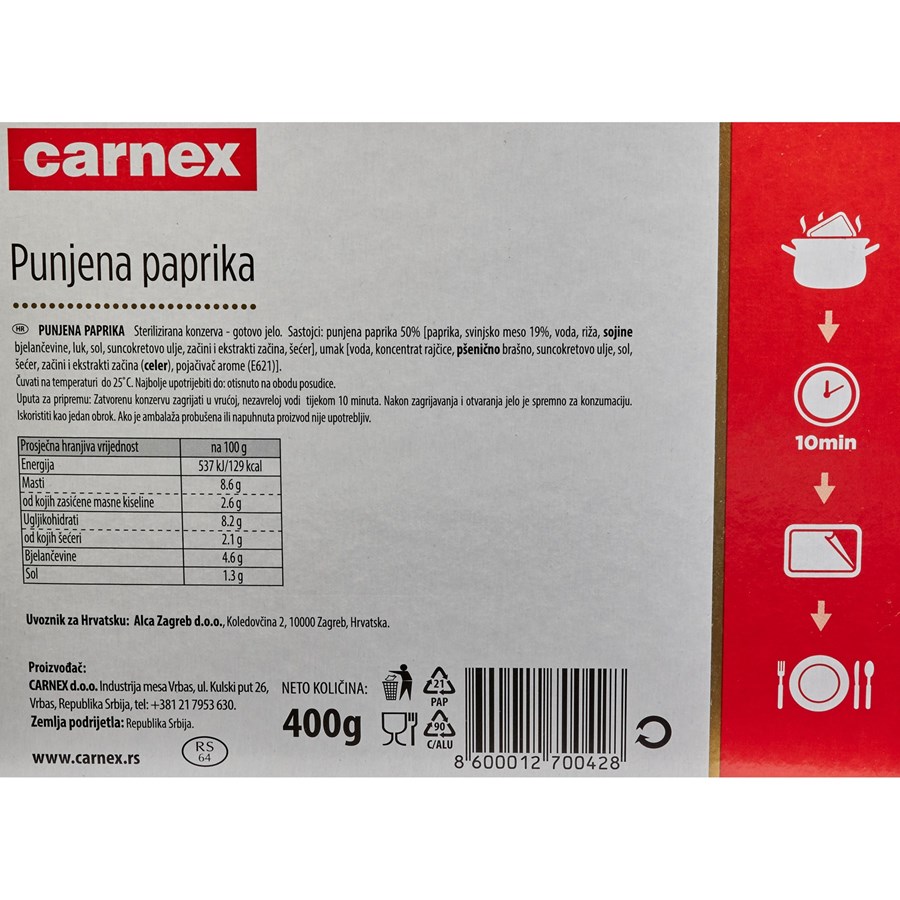 carnex
Punjena paprika
HR PUNJENA PAPRIKA Sterilizirana konzerva - gotovo jelo. Sastojci: punjena paprika 50% [paprika, svinjsko meso 19%, voda, riža, sojine
bjelančevine, luk, sol, suncokretovo ulje, začini i ekstrakti začina, šećer], umak [voda, koncentrat rajčice, pšenično brašno, suncokretovo ulje, sol,
šećer, začini i ekstrakti začina (celer), pojačivač arome (E621)].
Čuvati na temperaturi do 25°C. Najbolje upotrijebiti do: otisnuto na obodu posudice.
Uputa za pripremu: Zatvorenu konzervu zagrijati u vrućoj, nezavreloj vodi tijekom 10 minuta. Nakon zagrijavanja i otvaranja jelo je spremno za konzumaciju.
Iskoristiti kao jedan obrok. Ako je ambalaža probušena ili napuhnuta proizvod nije upotrebljiv.
Prosječna hranjiva vrijednost na 100 g
Energija 537 kJ/129 kcal
Masti 8.6 g
od kojih zasićene masne kiseline 2.6 g
Ugljikohidrati 8.2 g
od kojih šećeri 2.1 g
Bjelančevine 4.6 g
Sol 1.3 g
Uvoznik za Hrvatsku: Alca Zagreb d.o.o., Koledovčina 2, 10000 Zagreb, Hrvatska.
Proizvođač:
CARNEX d.o.o. Industrija mesa Vrbas, ul. Kulski put 26,
Vrbas, Republika Srbija, tel: +381 21 7953 630.
Zemlja podrijetla: Republika Srbija.
www.carnex.rs
RS
64
NETO KOLIČINA:
400g
21
PAP
90
C/ALU
8 600012 700428
10min